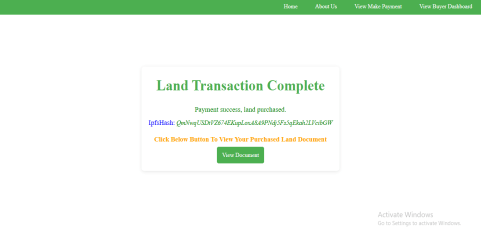 Home About Us View Make Payment View Buyer Dashboard
Land Transaction Complete
Payment success, land purchased.
IpfsHash:
Click Below Button To View Your Purchased Land Document
View Document
Activate Windows
Go to Settings to activate Windows.